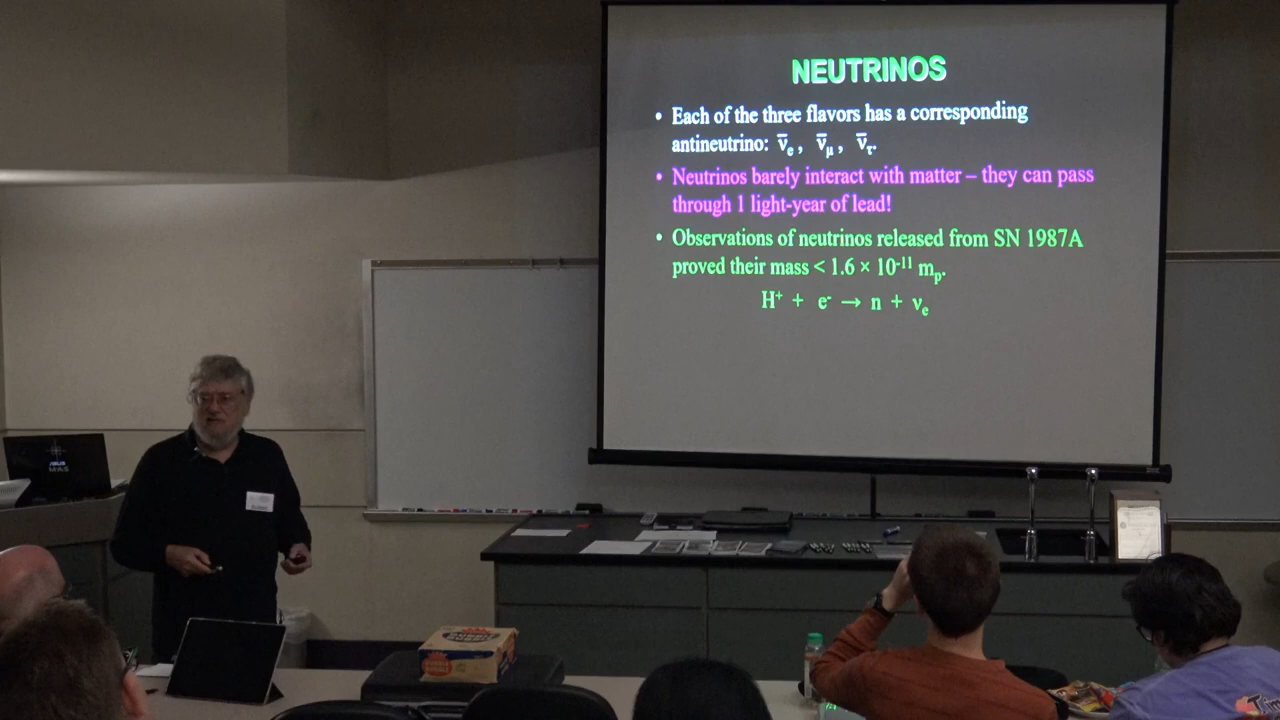 NEUTRINOS
• Each of the three flavors has a corresponding
antineutrino: ν̅ₑ, ν̅μ, ν̅τ.
• Neutrinos barely interact with matter – they can pass
through 1 light-year of lead!
• Observations of neutrinos released from SN 1987A
proved their mass < 1.6 × 10⁻¹¹ mₚ.
H⁺ + e⁻ → n + νₑ